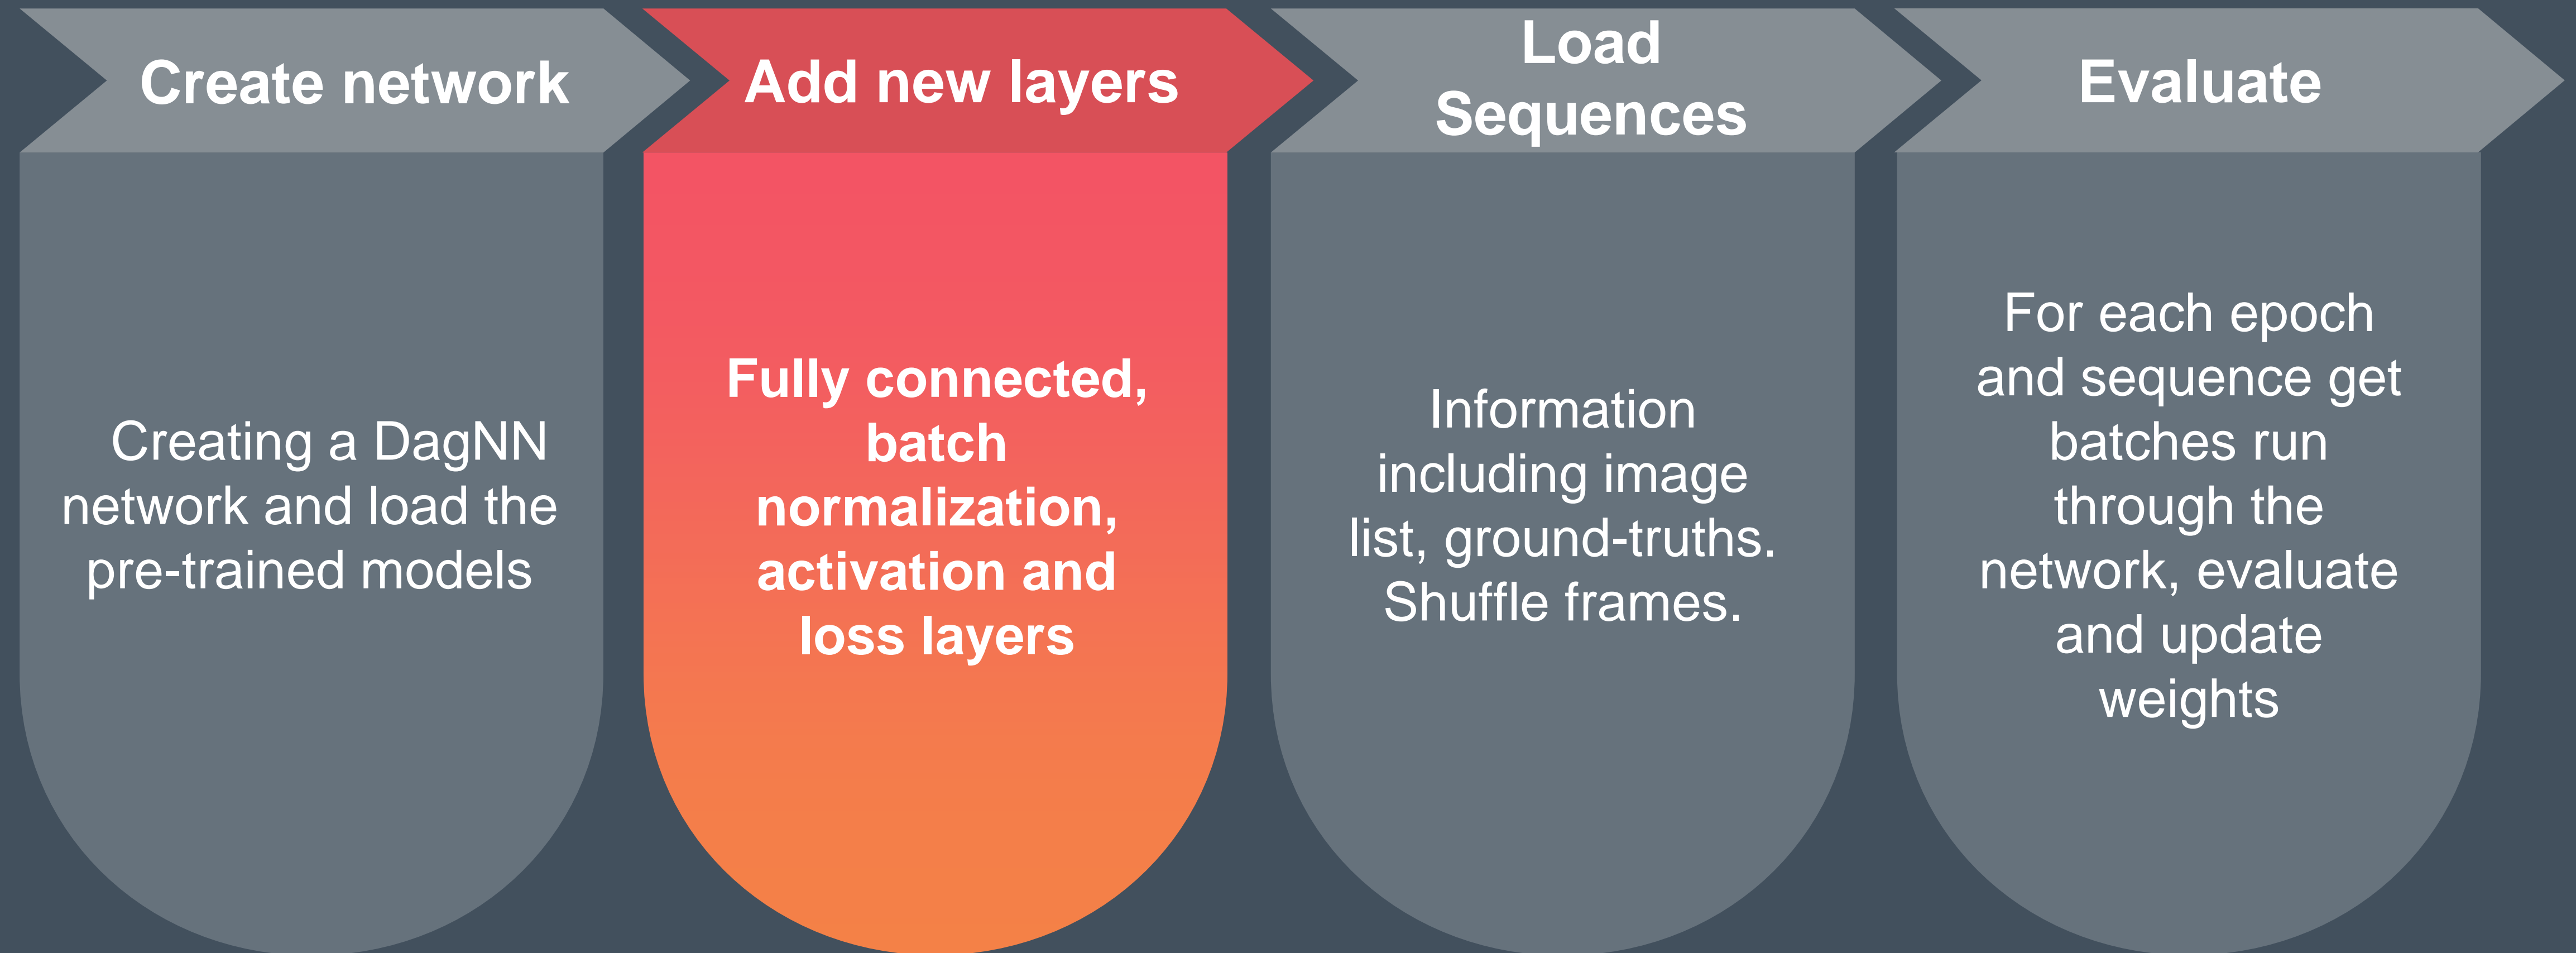 Create network
Creating a DagNN
network and load the
pre-trained models
Add new layers
Fully connected,
batch
normalization,
activation and
loss layers
Load
Sequences
Information
including image
list, ground-truths.
Shuffle frames.
Evaluate
For each epoch
and sequence get
batches run
through the
network, evaluate
and update
weights